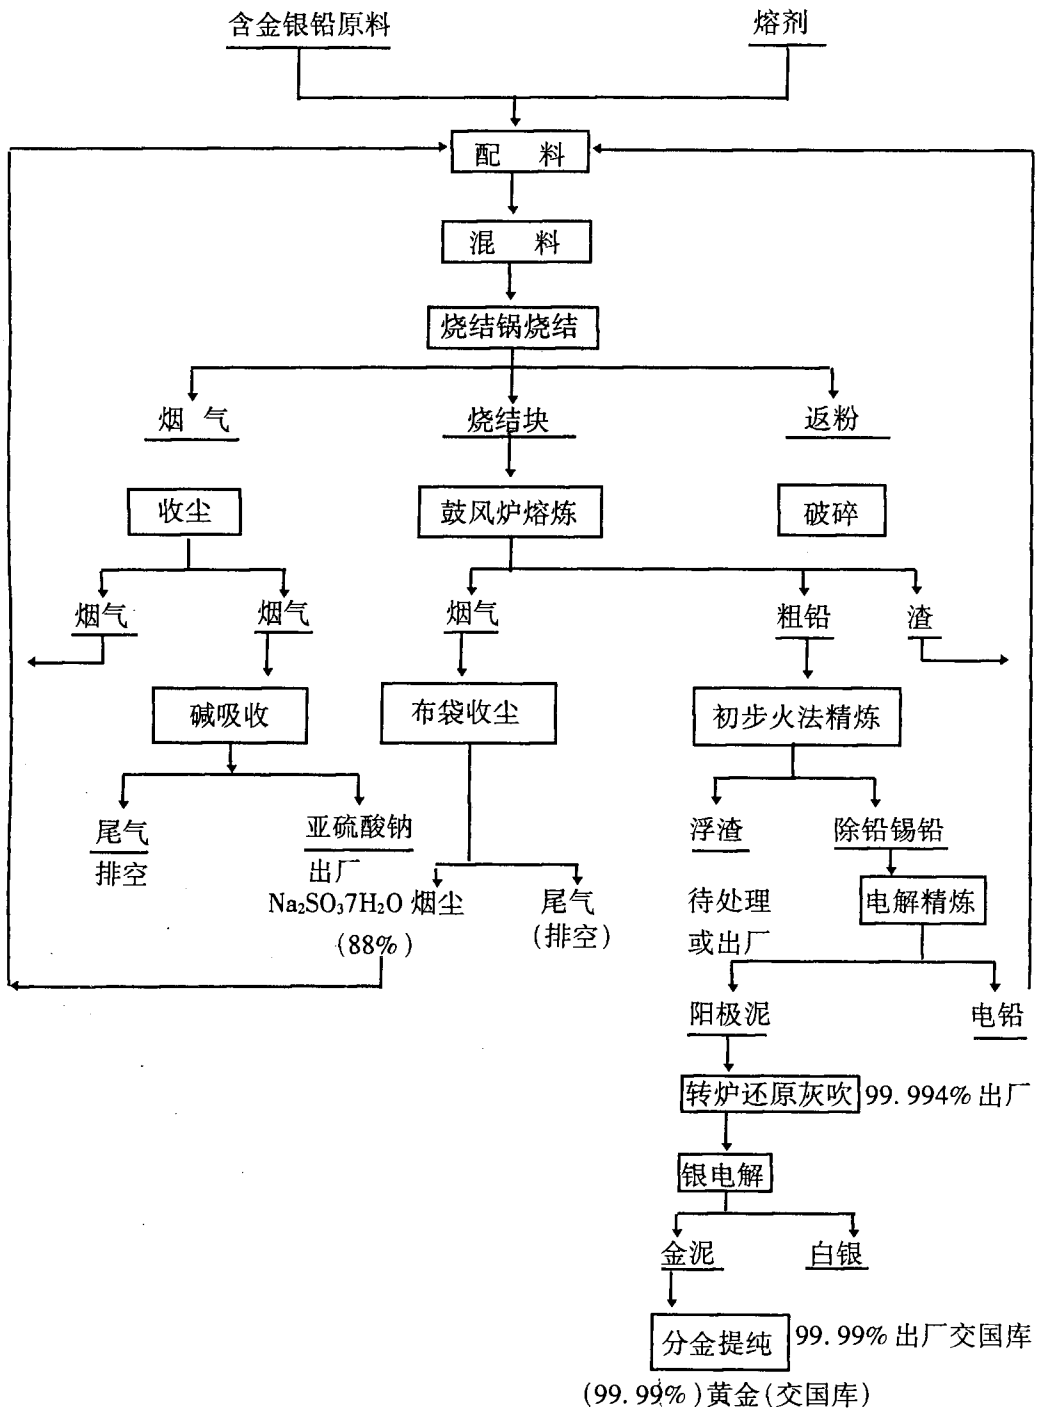 含金银铅原料
熔剂
配 料
混 料
烧结锅烧结
烟 气
烧结块
返粉
收尘
鼓风炉熔炼
破碎
烟气
烟气
烟气
粗铅
渣
碱吸收
布袋收尘
初步火法精炼
尾气
排空
亚硫酸钠
出厂
浮渣
除铅锡铅
Na₂SO₃7H₂O 烟尘
(88%)
尾气
(排空)
待处理
或出厂
电解精炼
阳极泥
电铅
转炉还原灰吹
99.994% 出厂
银电解
金泥
白银
分金提纯
99.99% 出厂交国库
(99.99%)黄金(交国库)